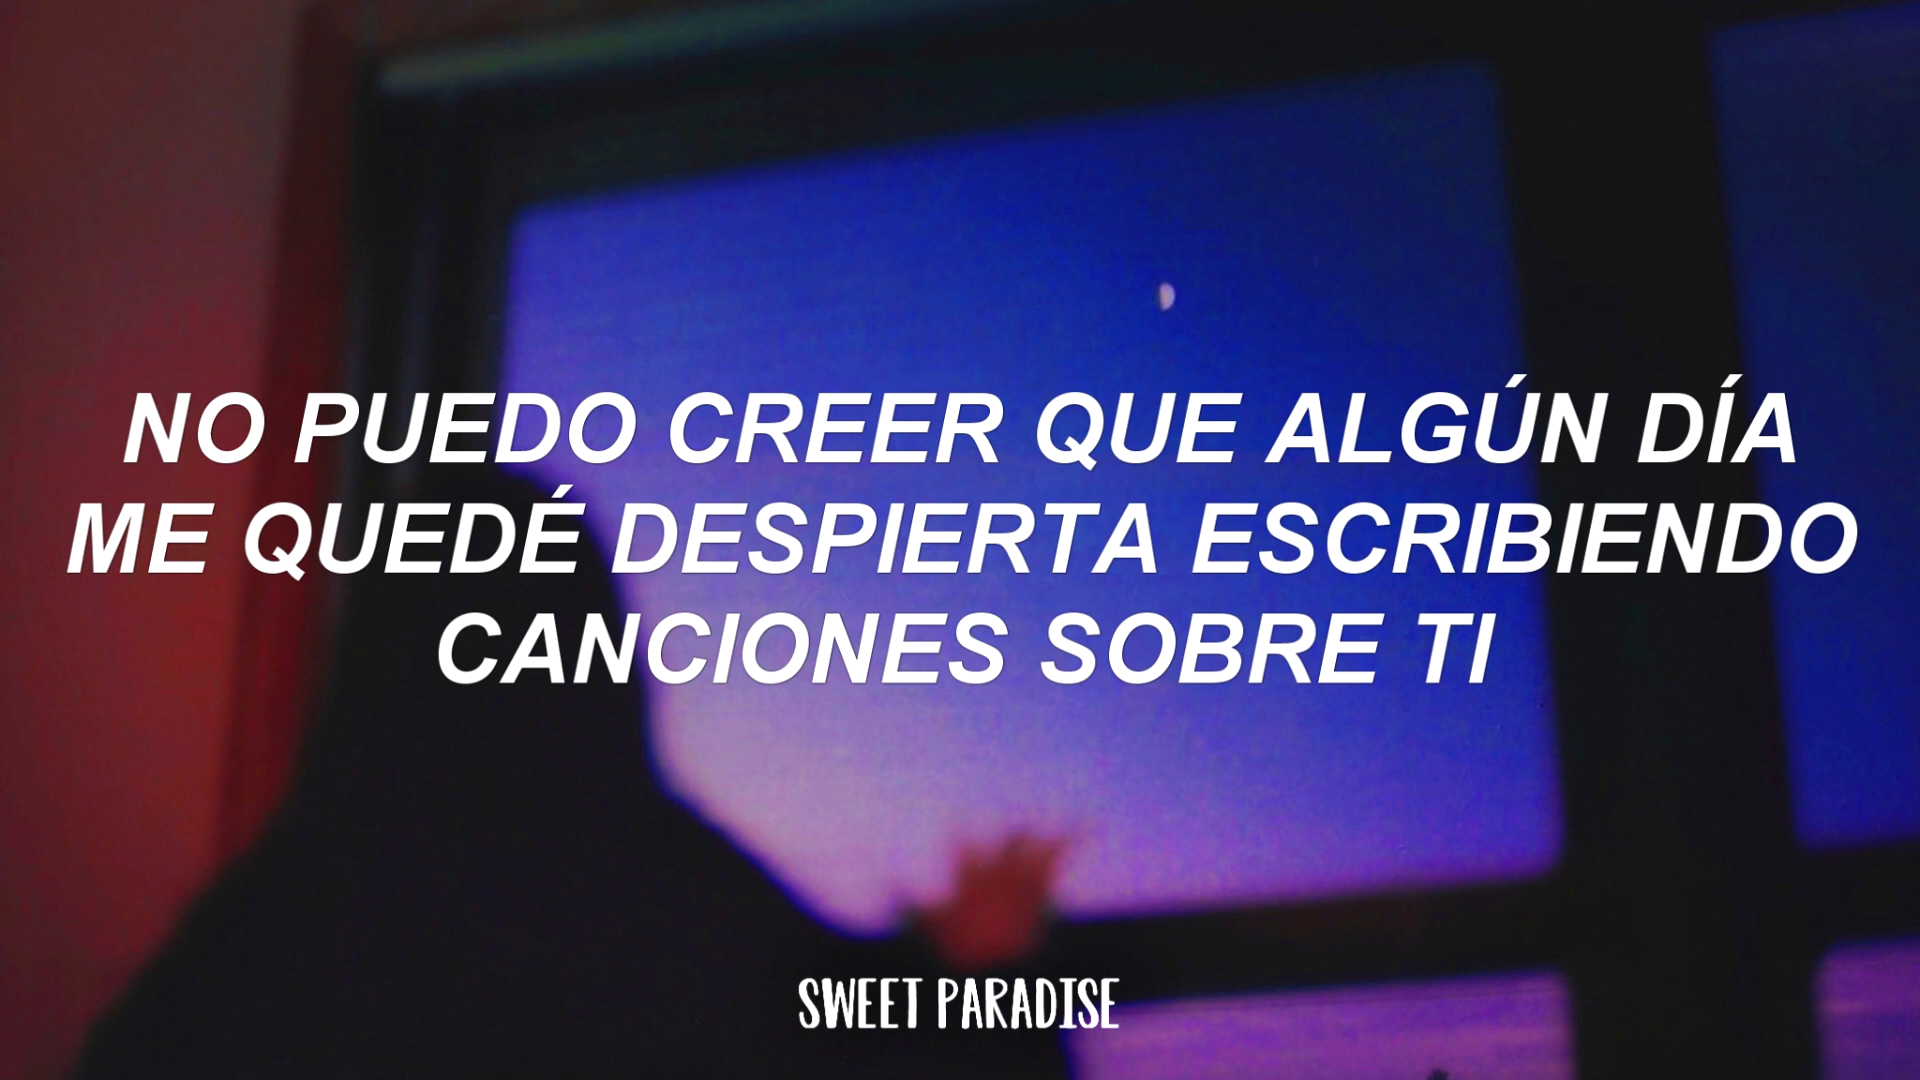 NO PUEDO CREER QUE ALGÚN DÍA
ME QUEDÉ DESPIERTA ESCRIBIENDO
CANCIONES SOBRE TI
SWEET PARADISE